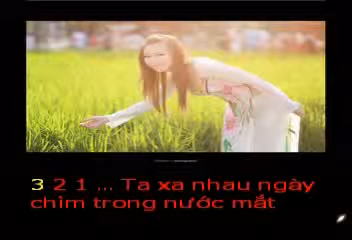 3 2 1 ... Ta xa nhau ngày
chìm trong nước mắt